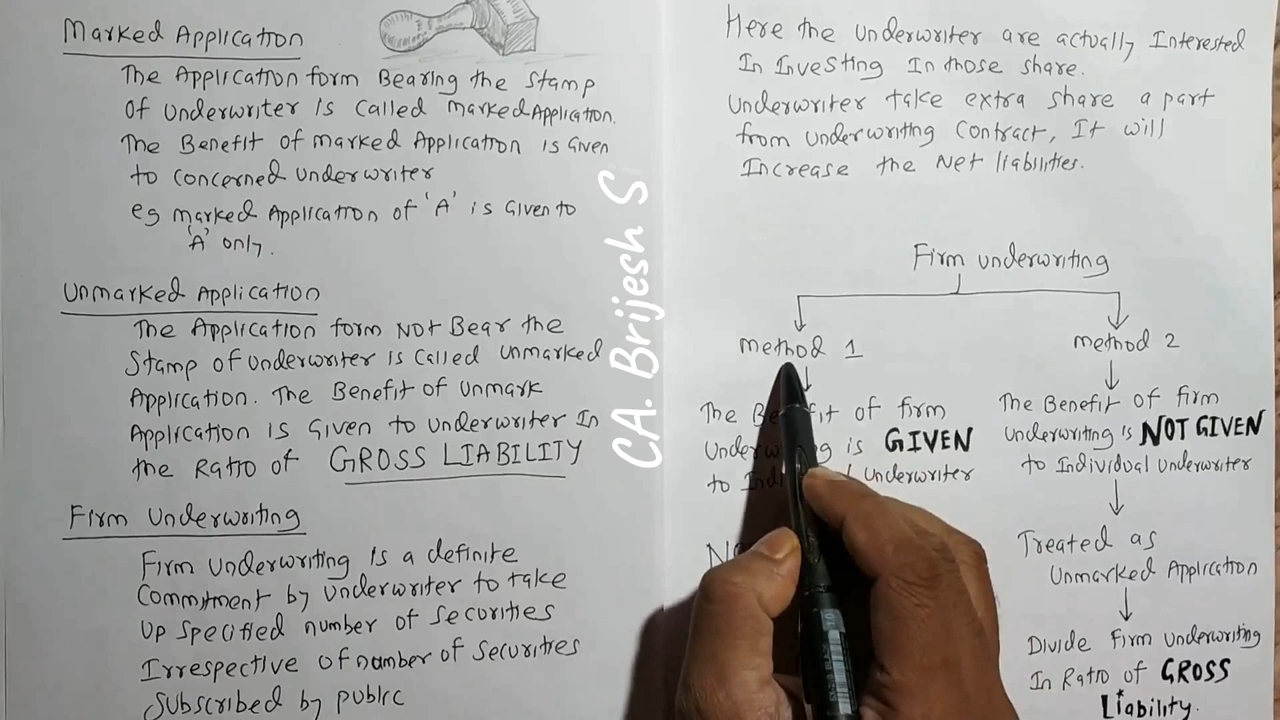 Marked Application
The Application form Bearing the Stamp
of Underwriter is called Marked Application.
The Benefit of marked Application is Given
to concerned underwriter
eg marked Application of 'A' is Given to
'A' only.
Unmarked Application
The Application form NOT Bear the
Stamp of underwriter is called unmarked
Application. The Benefit of unmark
Application is Given to underwriter In
the Ratio of GROSS LIABILITY
Firm Underwriting
Firm underwriting is a definite
Commitment by underwriter to take
up specified number of securities
Irrespective of number of securities
Subscribed by public
CA. Brijesh S
Here the underwriter are actually Interested
In Investing In those share.
Underwriter take extra share a part
from underwriting contract, It will
Increase the Net liabilities.
Firm underwriting
method 1
The of firm
is GIVEN
to underwriter
method 2
The Benefit of firm
underwriting is NOT GIVEN
to Individual underwriter
Treated as
Unmarked Application
Divide firm underwriting
In Ratio of GROSS
Liability.